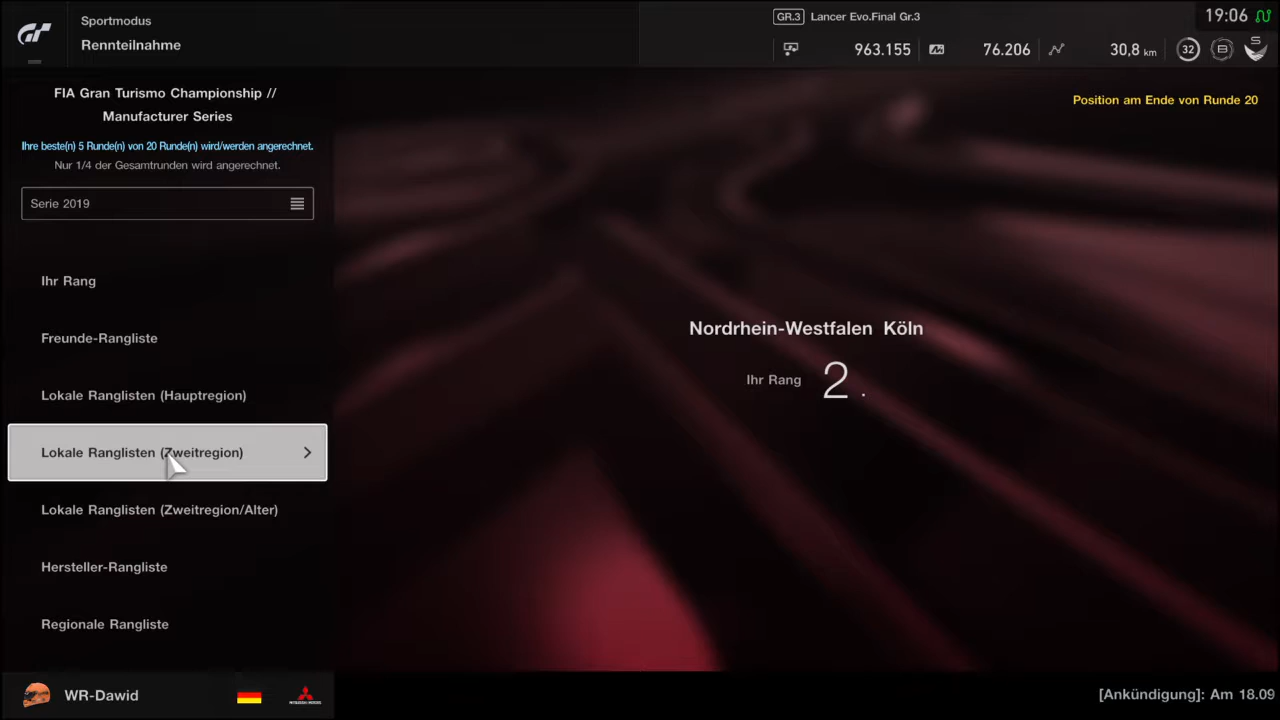 Sportmodus
Rennteilnahme
GR.3 Lancer Evo.Final Gr.3
19:06
963.155 76.206 30,8 km 32 B S
FIA Gran Turismo Championship //
Manufacturer Series
Ihre beste(n) 5 Runde(n) von 20 Runde(n) wird/werden angerechnet.
Nur 1/4 der Gesamtrunden wird angerechnet.
Serie 2019
Ihr Rang
Freunde-Rangliste
Lokale Ranglisten (Hauptregion)
Lokale Ranglisten (Zweitregion)
Lokale Ranglisten (Zweitregion/Alter)
Hersteller-Rangliste
Regionale Rangliste
WR-Dawid
Position am Ende von Runde 20
Nordrhein-Westfalen Köln
Ihr Rang 2.
[Ankündigung]: Am 18.09